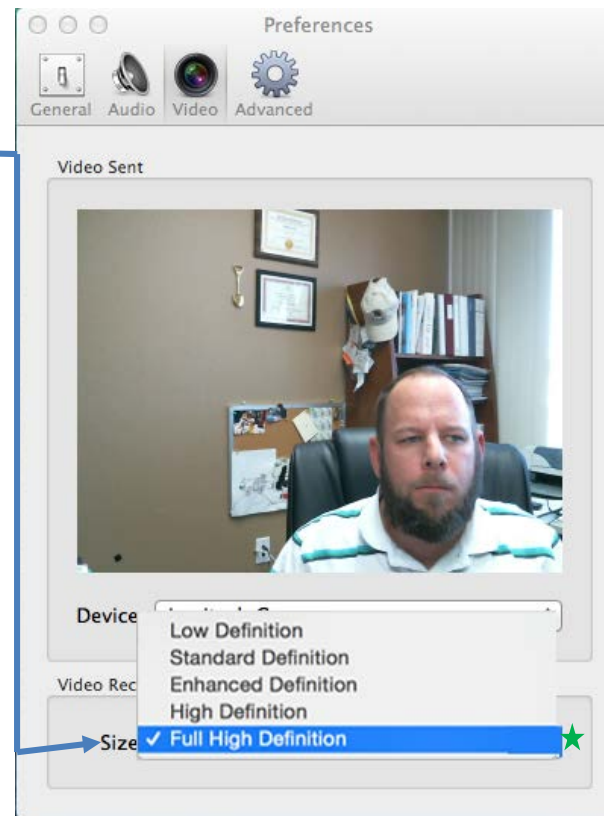 Preferences
General Audio Video Advanced
Video Sent
Device
Low Definition
Standard Definition
Enhanced Definition
High Definition
Video Rec
Size ✓ Full High Definition